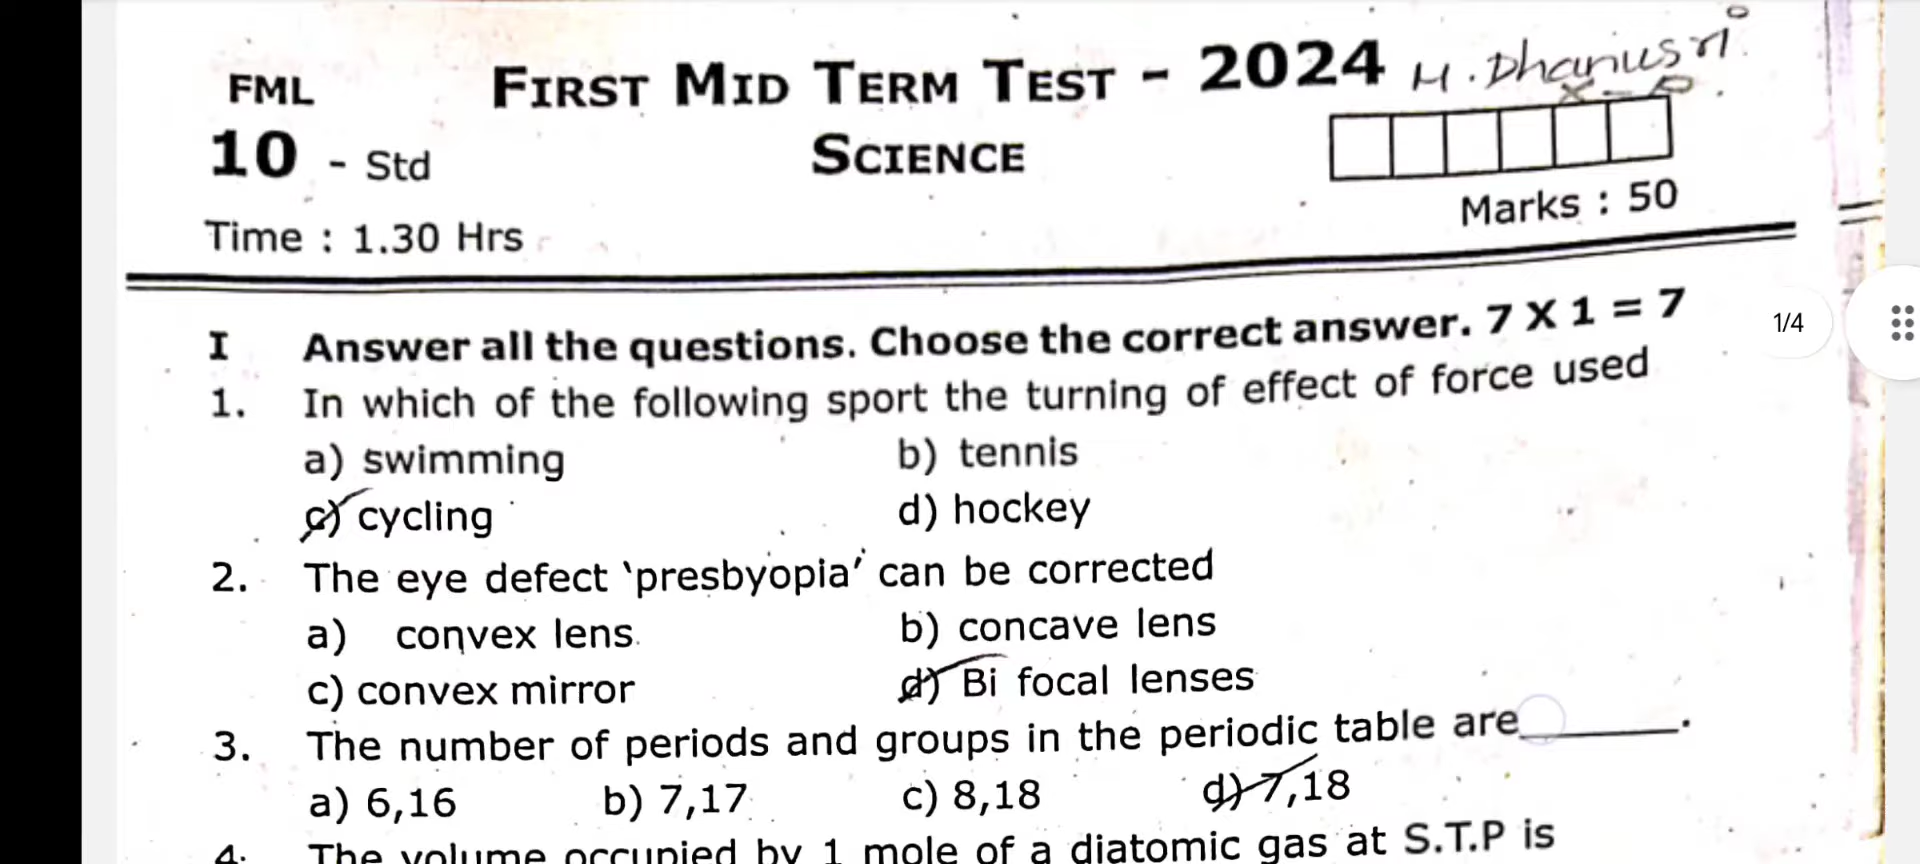 FML
FIRST MID TERM TEST - 2024
10 - Std
SCIENCE
Marks : 50
Time : 1.30 Hrs
I Answer all the questions. Choose the correct answer. 7 X 1 = 7
1. In which of the following sport the turning of effect of force used
a) swimming b) tennis
c) cycling d) hockey
2. The eye defect ‘presbyopia’ can be corrected
a) convex lens. b) concave lens
c) convex mirror d) Bi focal lenses
3. The number of periods and groups in the periodic table are______.
a) 6,16 b) 7,17 c) 8,18 d) 7,18
4. The volume occupied by 1 mole of a diatomic gas at S.T.P is
1/4